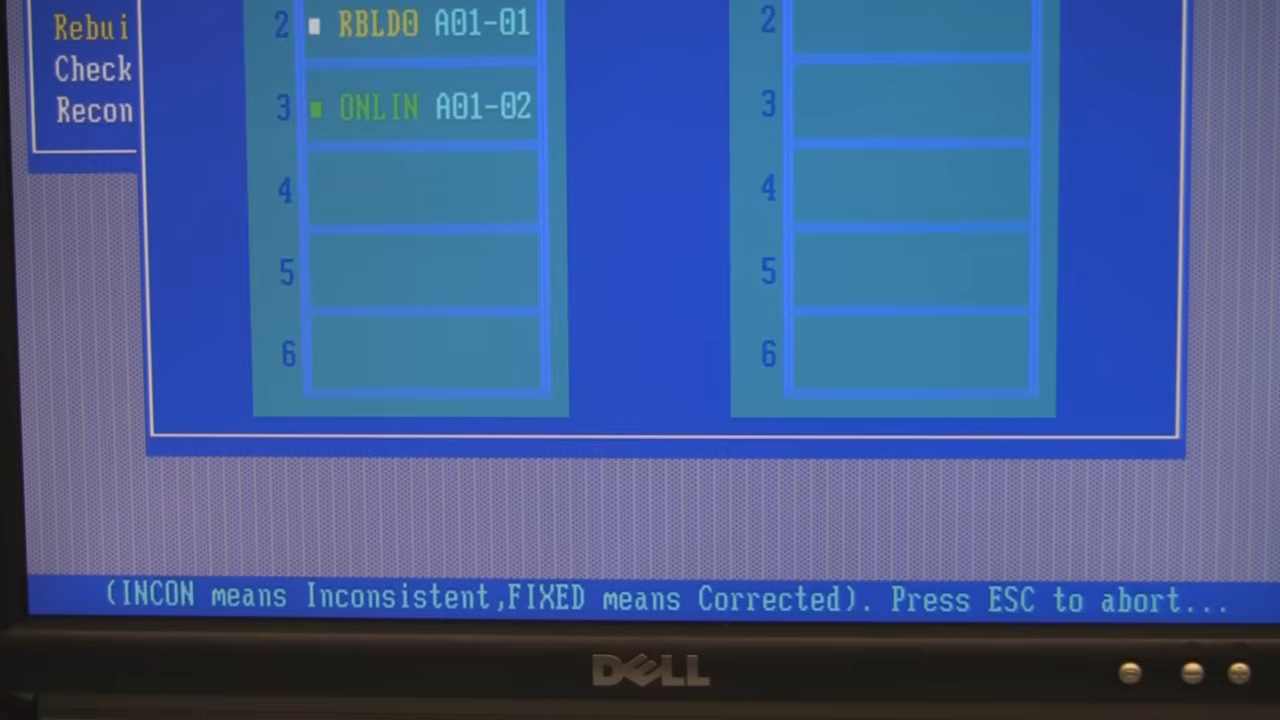 Rebui
Check
Recon
2 RBLD0 A01-01
3 ONLIN A01-02
4
5
6
2
3
4
5
6
(INCON means Inconsistent,FIXED means Corrected). Press ESC to abort...
DELL